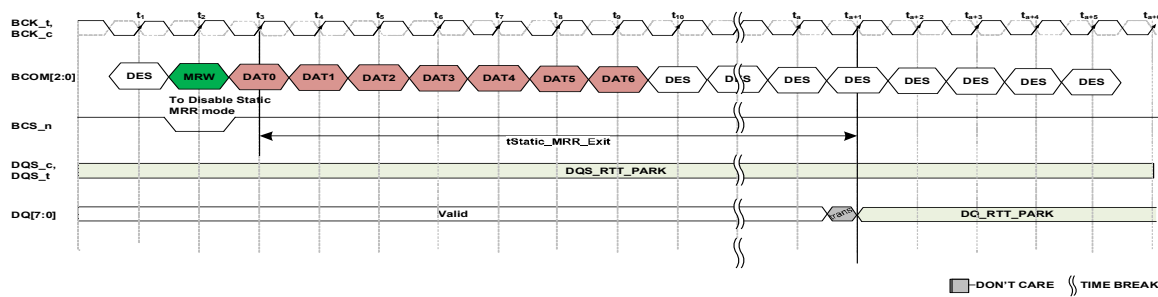 BCK_t,
BCK_c
t1 t2 t3 t4 t5 t6 t7 t8 t9 t10 ta ta+1 ta+2 ta+3 ta+4 ta+5
BCOM[2:0] DES MRW DAT0 DAT1 DAT2 DAT3 DAT4 DAT5 DAT6 DES DES DES DES DES DES DES DES
To Disable Static
MRR mode
BCS_n
tStatic_MRR_Exit
DQS_c,
DQS_t
DQS_RTT_PARK
DQ[7:0] Valid trans DQ_RTT_PARK
DON'T CARE TIME BREAK